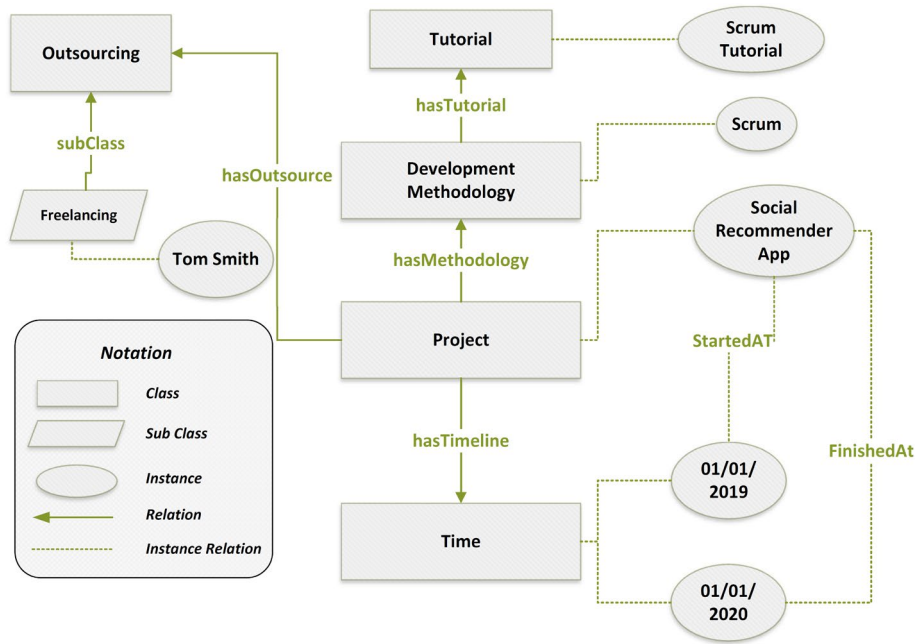 Outsourcing
Tutorial
Scrum
Tutorial
hasTutorial
subClass
Scrum
hasOutsource
Development
Methodology
Freelancing
Social
Recommender
App
Tom Smith
hasMethodology
Project
StartedAT
Notation
Class
Sub Class
Instance
Relation
Instance Relation
hasTimeline
FinishedAt
01/01/
2019
Time
01/01/
2020